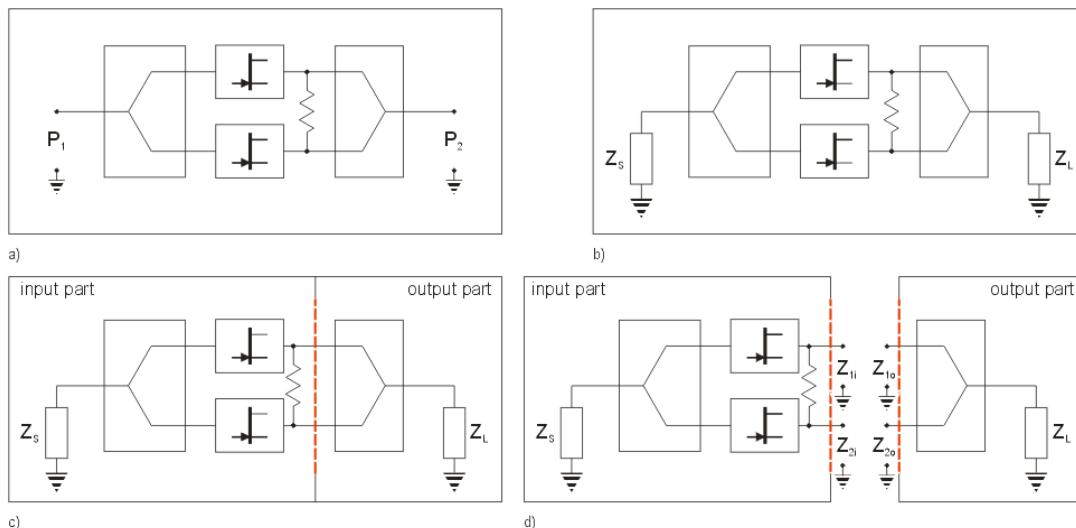 P1
P2
a)
ZS
ZL
b)
input part
output part
ZS
ZL
c)
input part
output part
Z1i
Z1o
ZS
Z2i
Z2o
ZL
d)